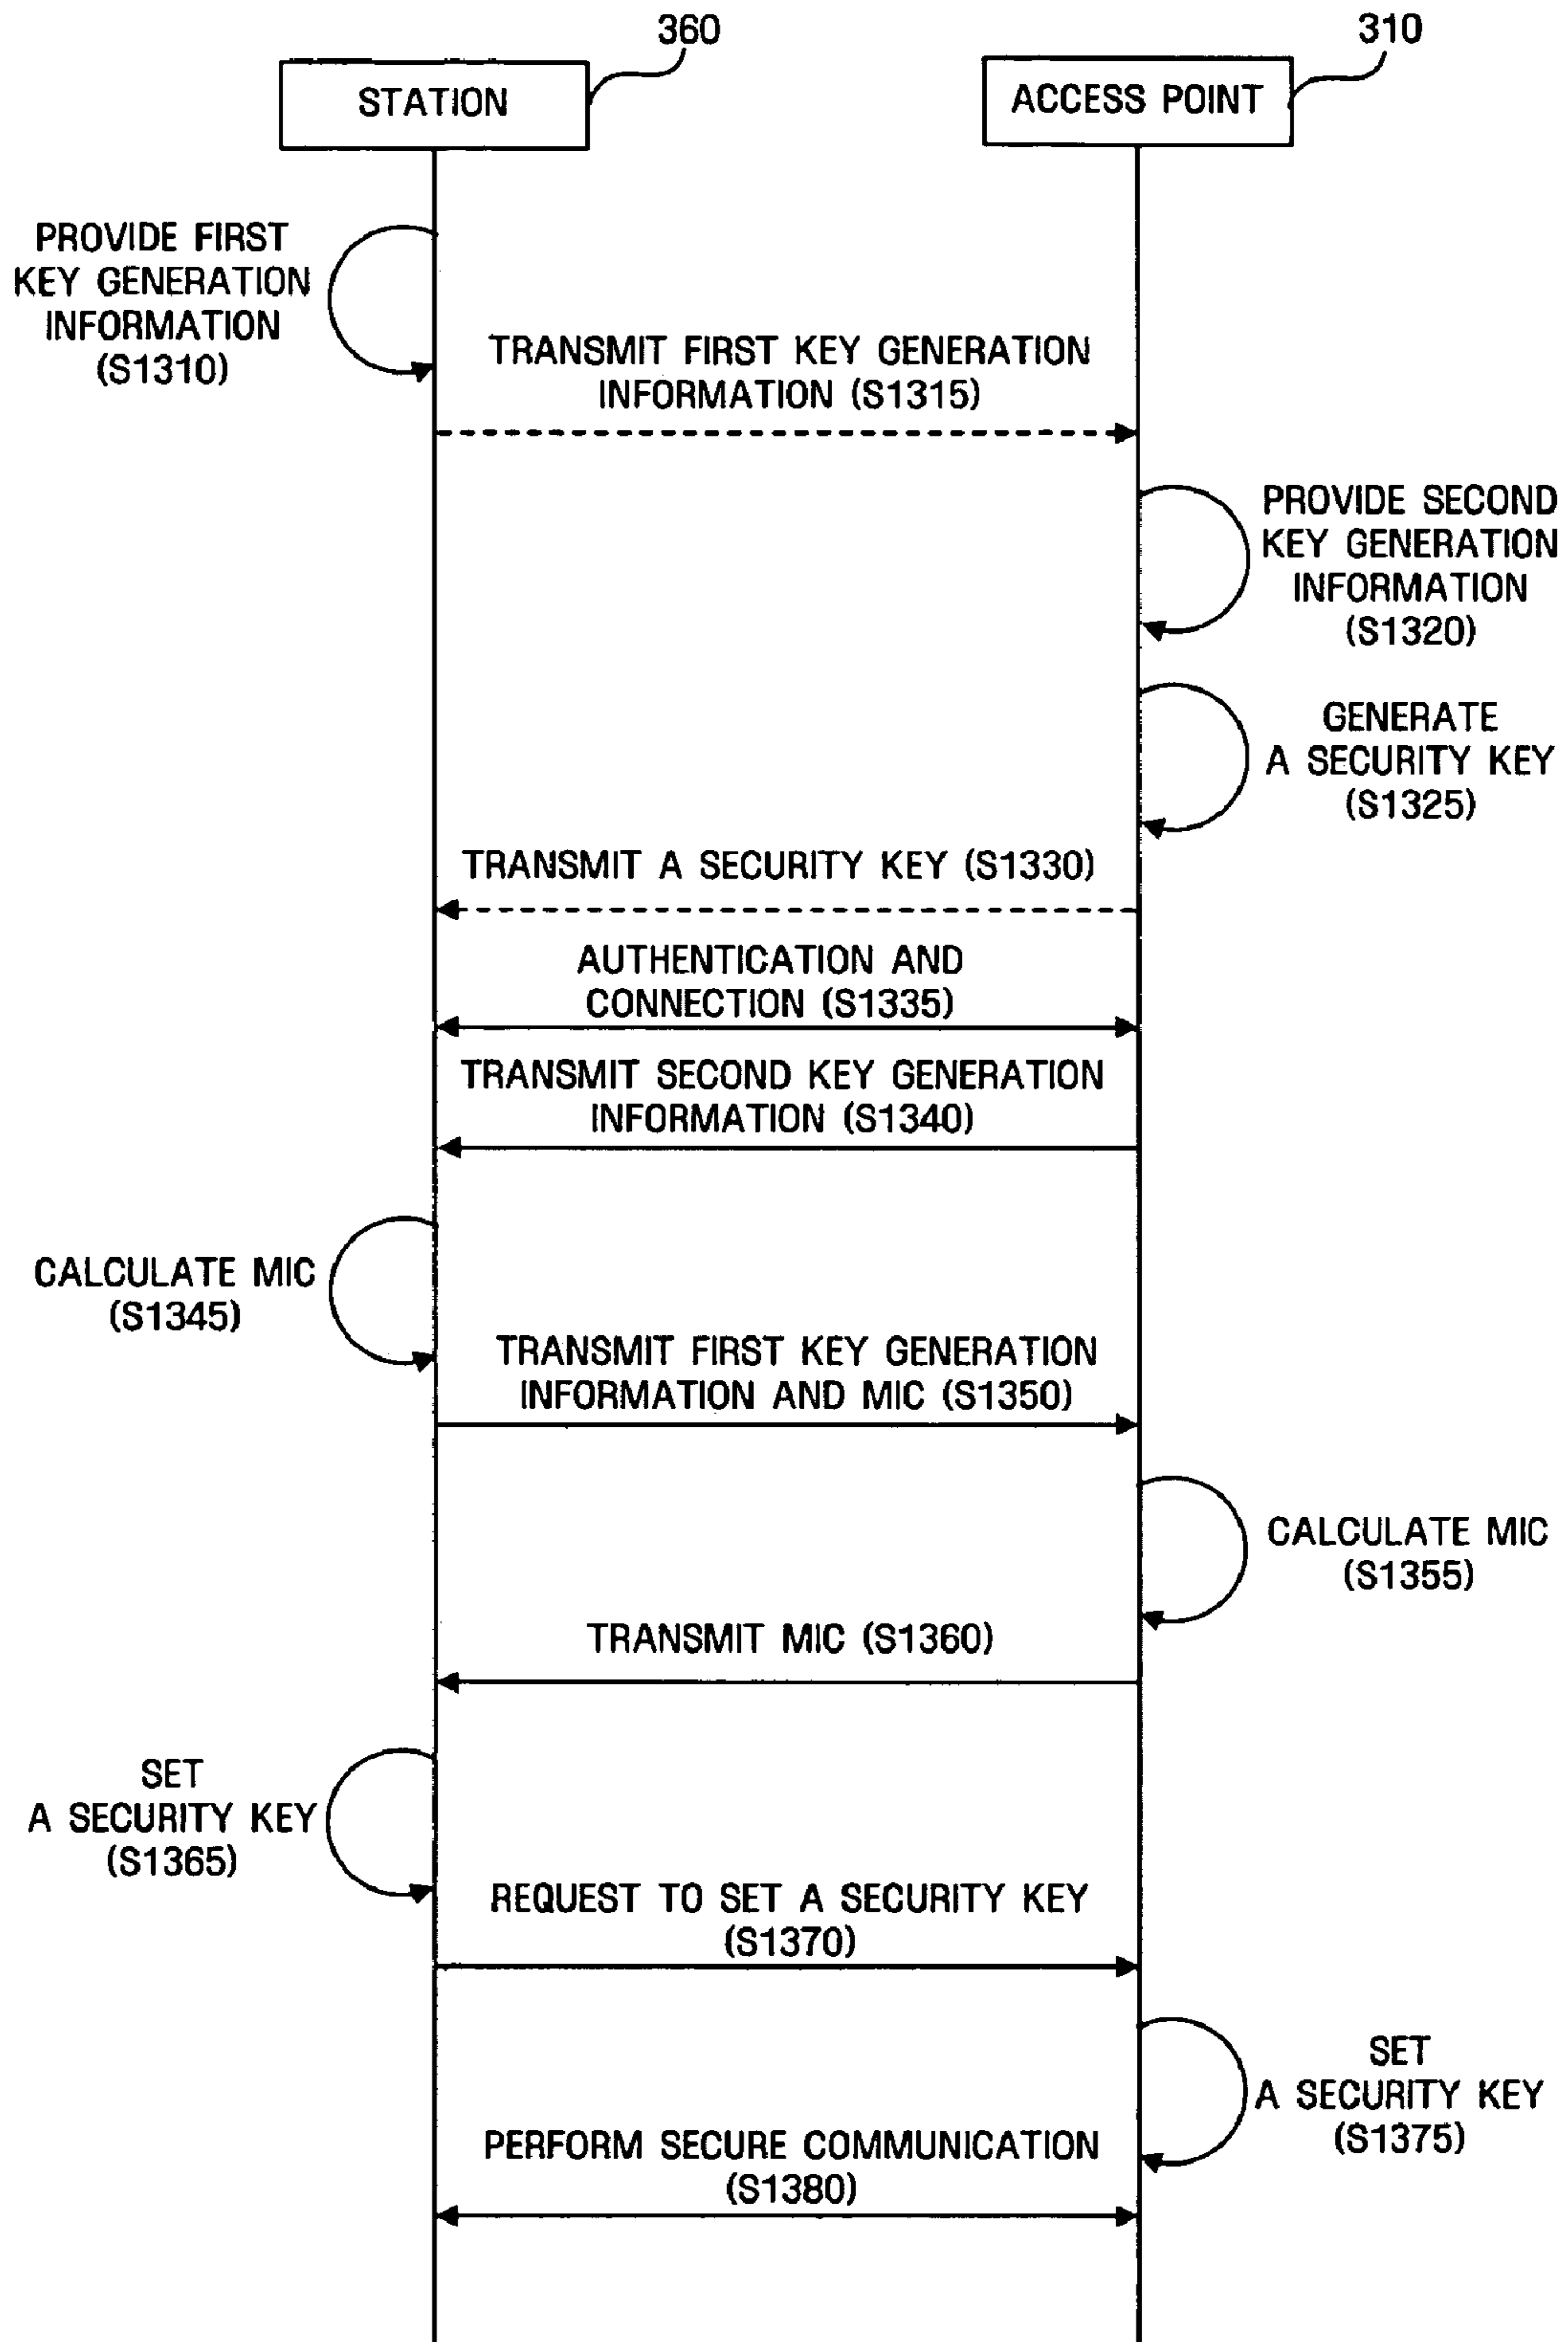 360
310
STATION
ACCESS POINT
PROVIDE FIRST
KEY GENERATION
INFORMATION
(S1310)
TRANSMIT FIRST KEY GENERATION
INFORMATION (S1315)
PROVIDE SECOND
KEY GENERATION
INFORMATION
(S1320)
GENERATE
A SECURITY KEY
(S1325)
TRANSMIT A SECURITY KEY (S1330)
AUTHENTICATION AND
CONNECTION (S1335)
TRANSMIT SECOND KEY GENERATION
INFORMATION (S1340)
CALCULATE MIC
(S1345)
TRANSMIT FIRST KEY GENERATION
INFORMATION AND MIC (S1350)
CALCULATE MIC
(S1355)
TRANSMIT MIC (S1360)
SET
A SECURITY KEY
(S1365)
REQUEST TO SET A SECURITY KEY
(S1370)
SET
A SECURITY KEY
(S1375)
PERFORM SECURE COMMUNICATION
(S1380)